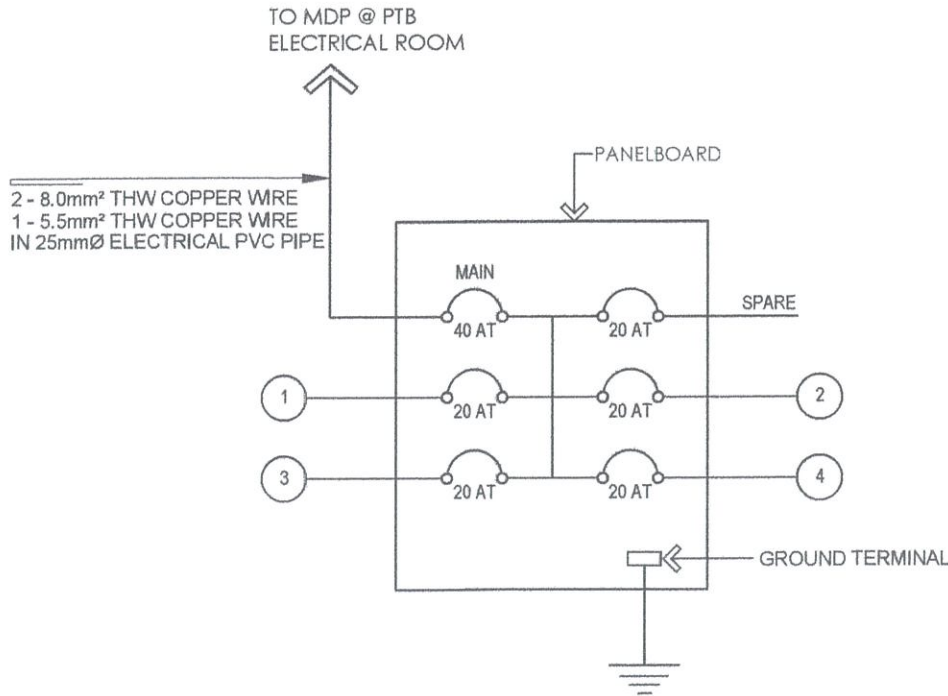 TO MDP @ PTB
ELECTRICAL ROOM
PANELBOARD
2 - 8.0mm² THW COPPER WIRE
1 - 5.5mm² THW COPPER WIRE
IN 25mmØ ELECTRICAL PVC PIPE
MAIN
40 AT
20 AT
SPARE
1
20 AT
20 AT
2
3
20 AT
20 AT
4
GROUND TERMINAL